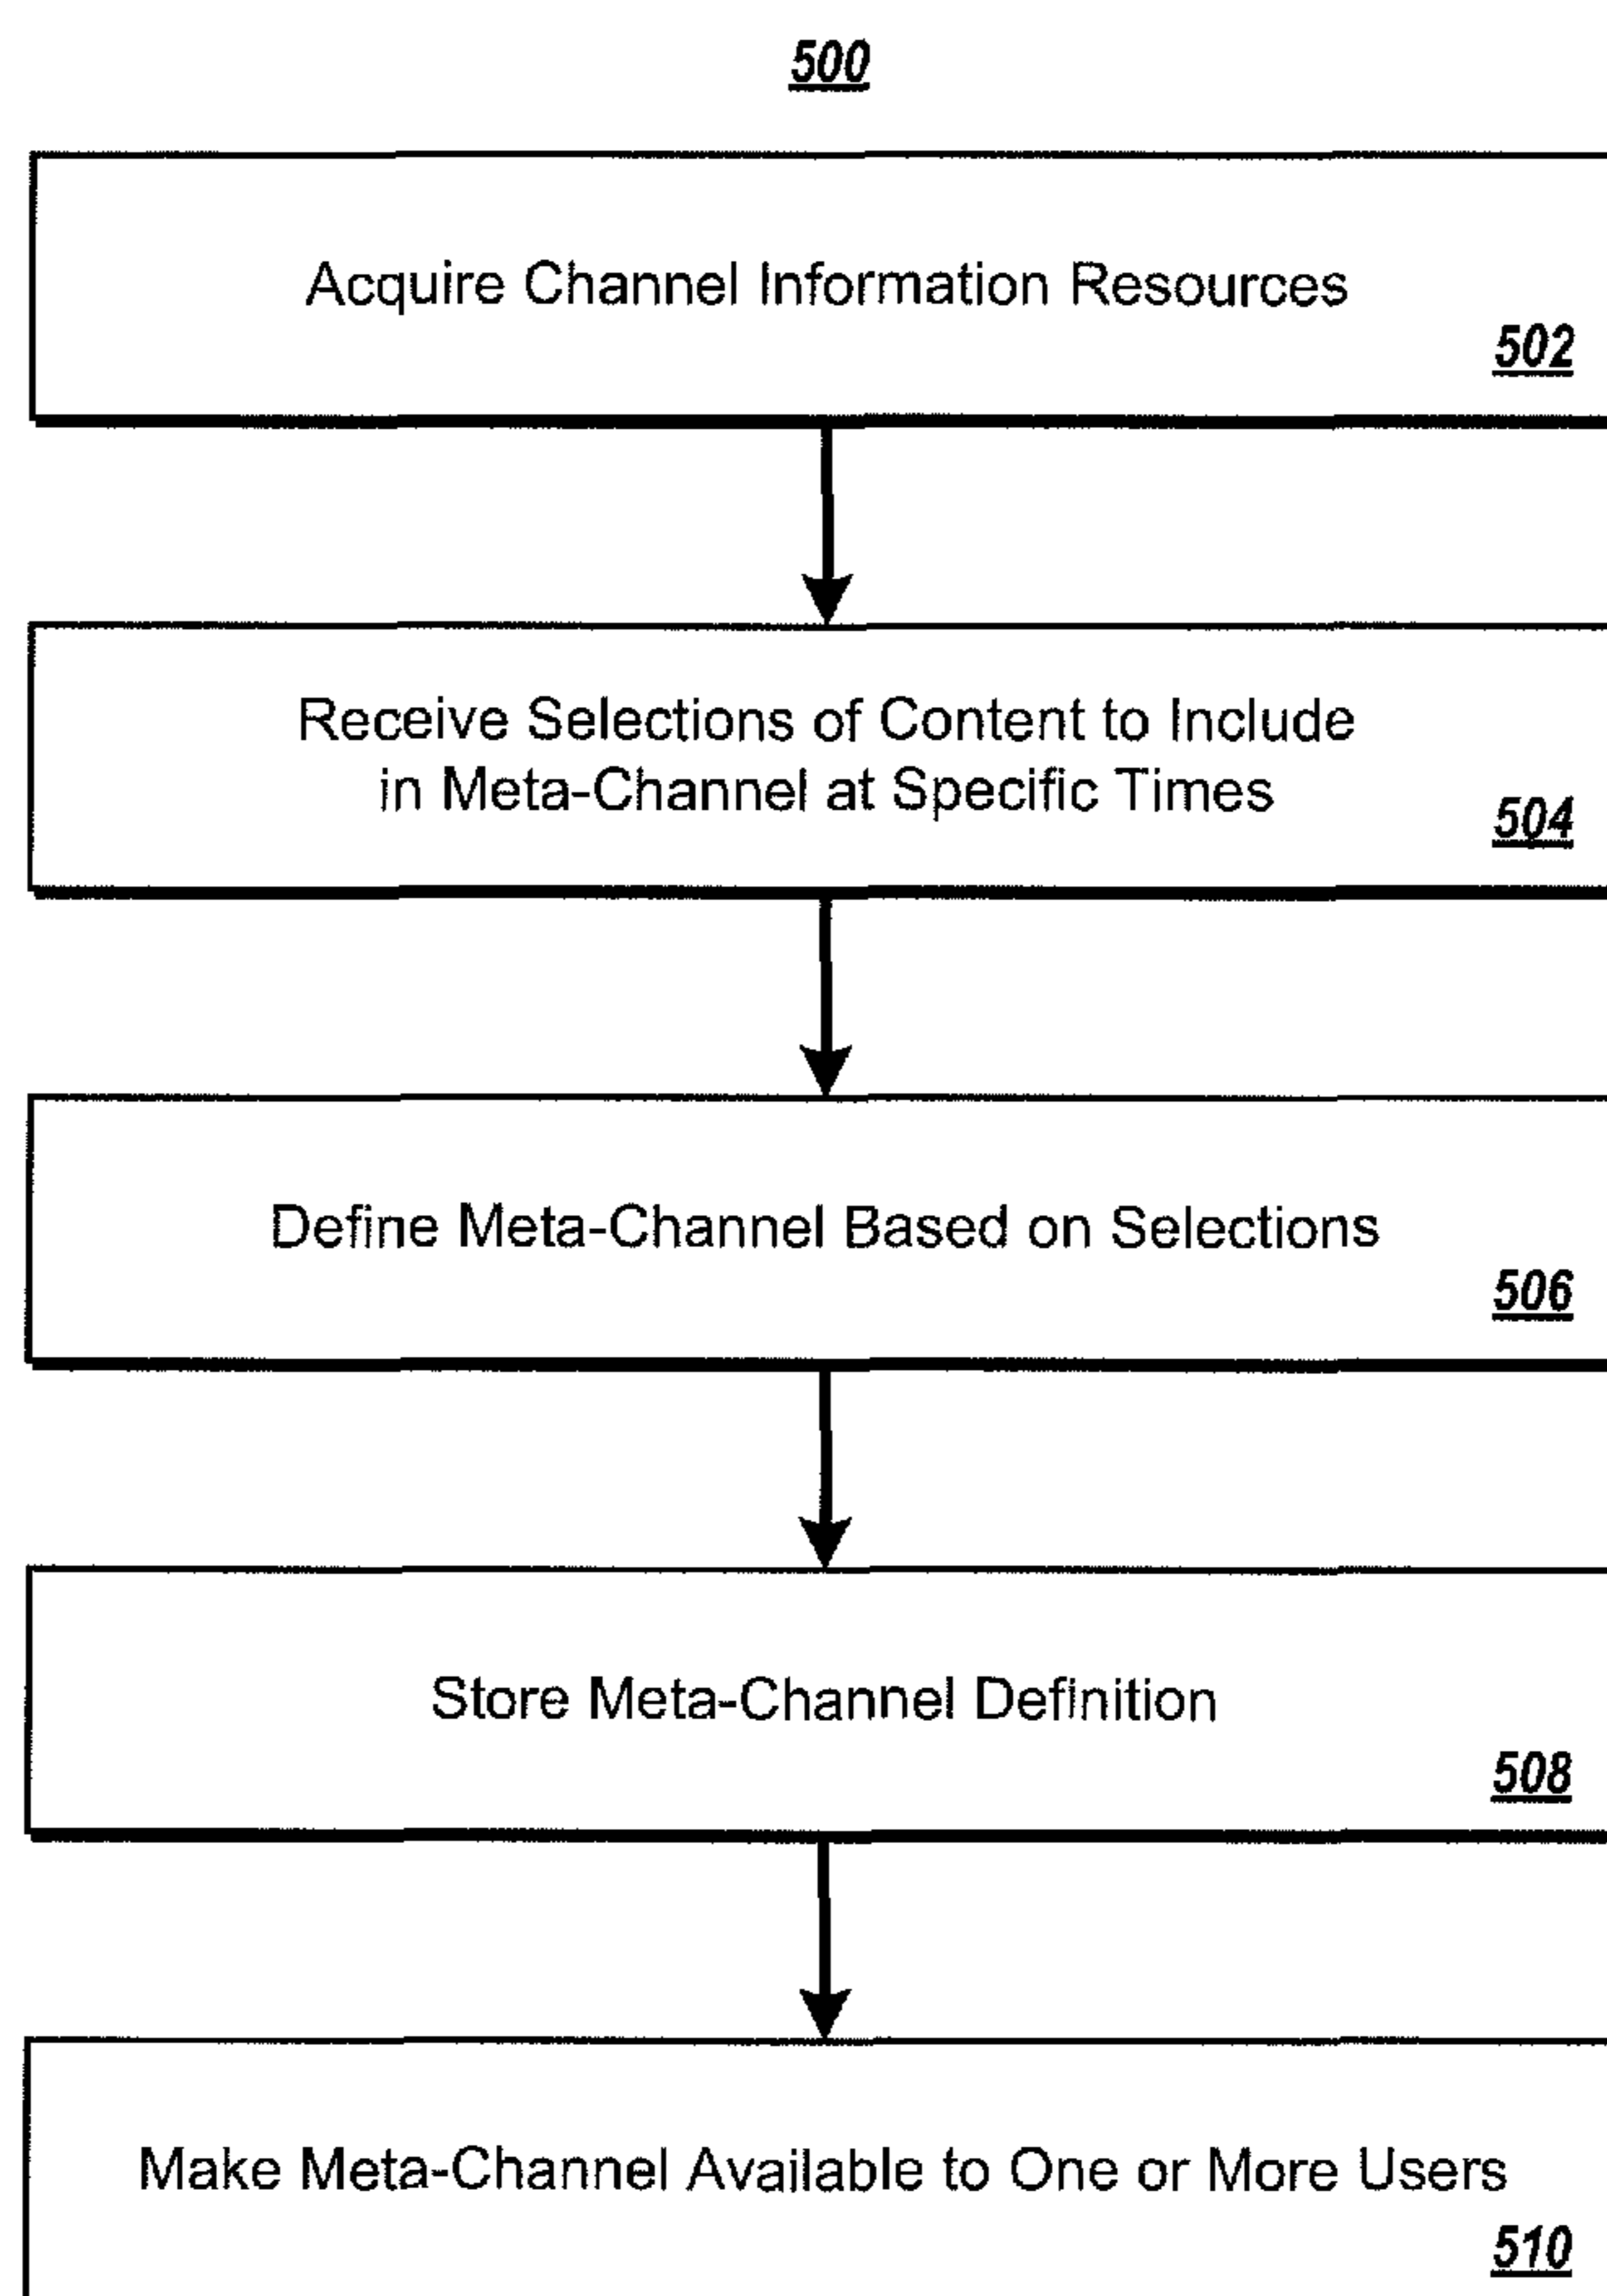 500
Acquire Channel Information Resources
502
Receive Selections of Content to Include
in Meta-Channel at Specific Times
504
Define Meta-Channel Based on Selections
506
Store Meta-Channel Definition
508
Make Meta-Channel Available to One or More Users
510